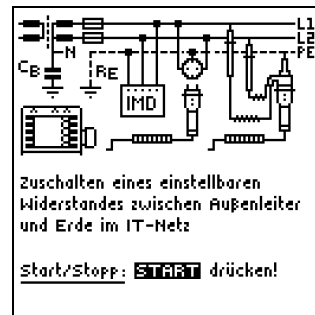 L1
L2
N
PE
CB
RE
IMD
Zuschalten eines einstellbaren
Widerstandes zwischen Außenleiter
und Erde im IT-Netz
Start/Stopp: START drücken!